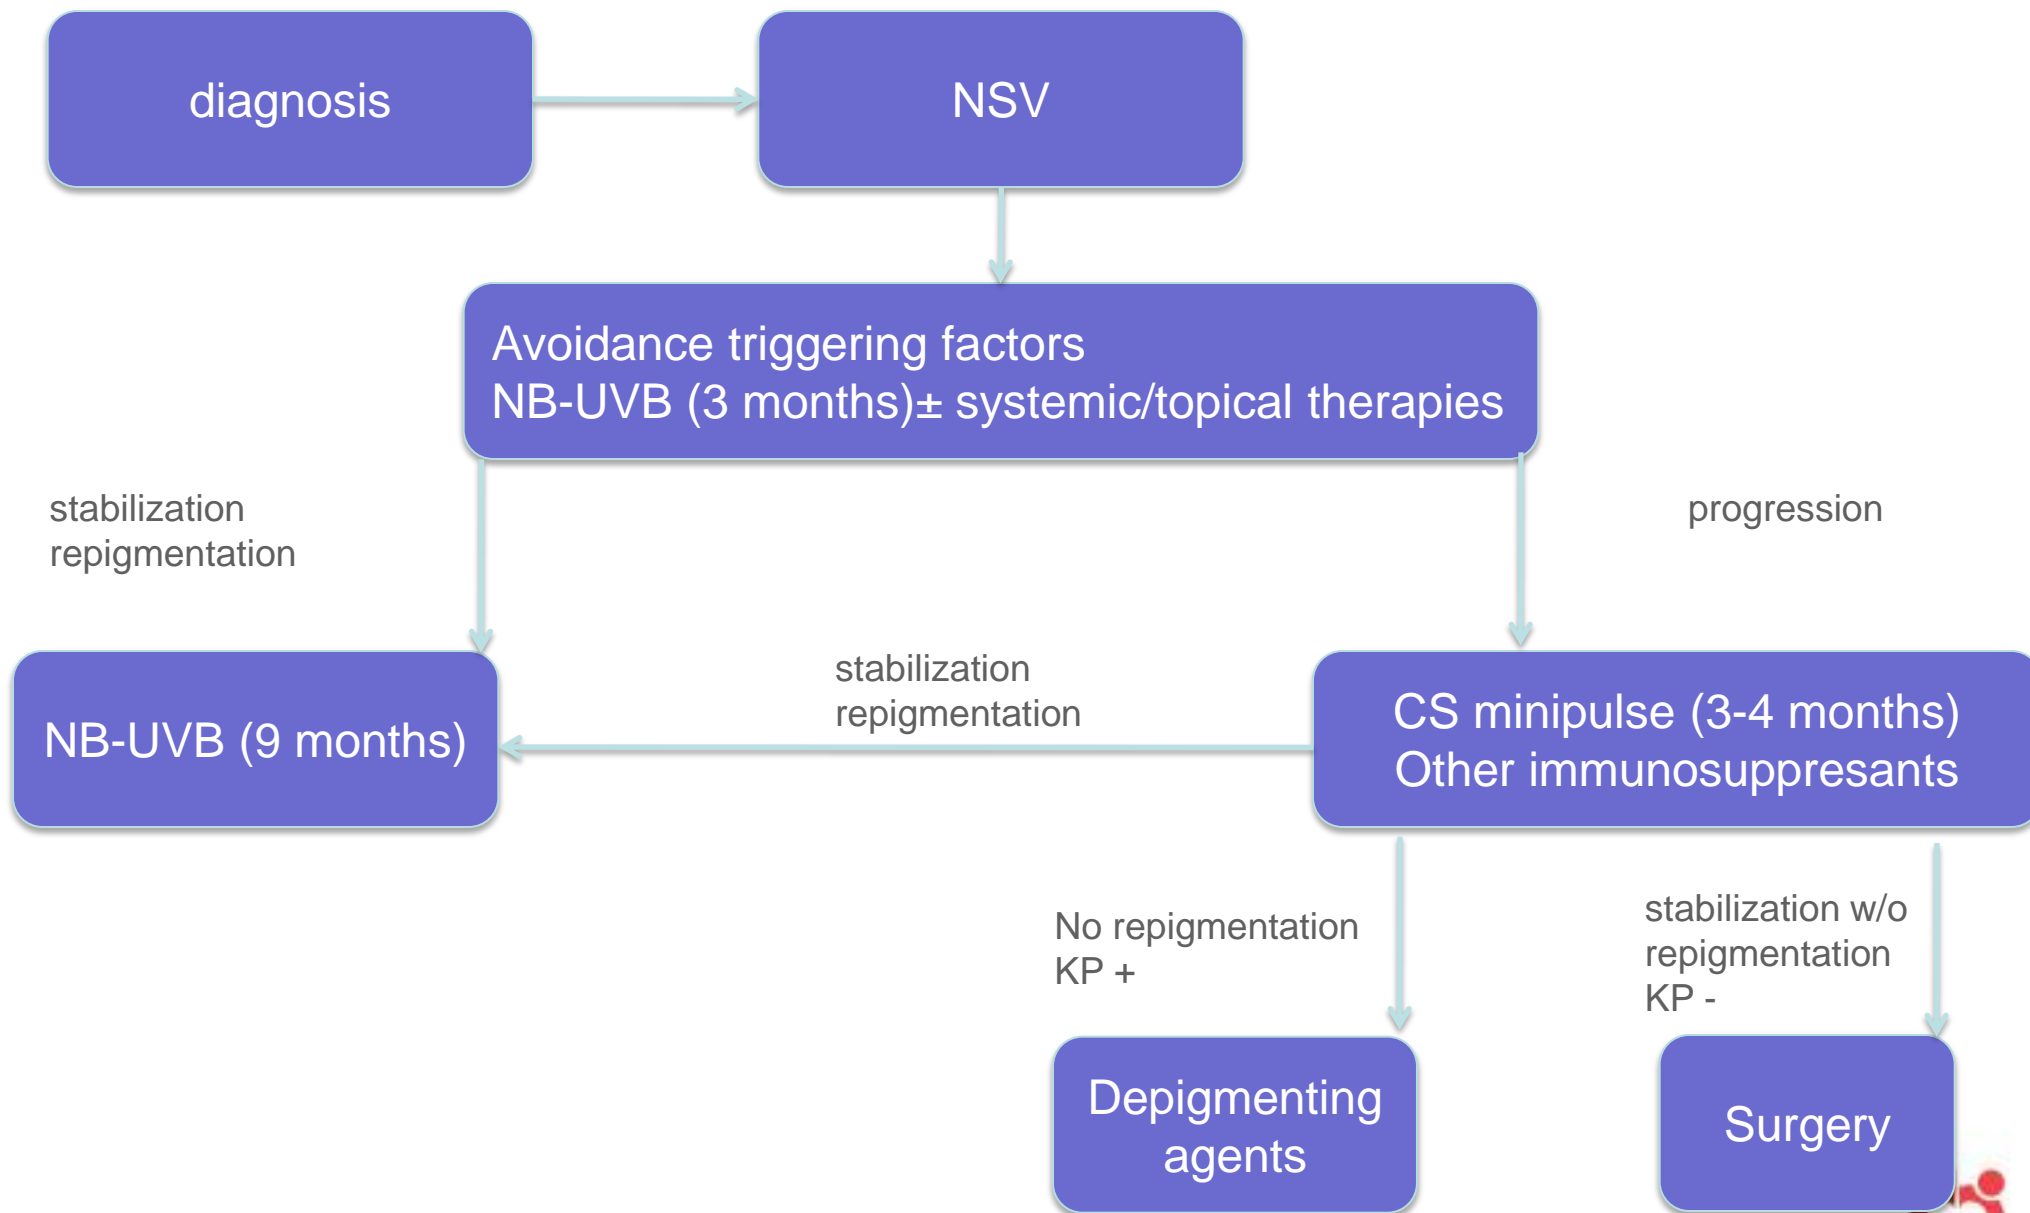 diagnosis
NSV
Avoidance triggering factors
NB-UVB (3 months)± systemic/topical therapies
stabilization
repigmentation
progression
NB-UVB (9 months)
stabilization
repigmentation
CS minipulse (3-4 months)
Other immunosuppresants
No repigmentation
KP +
stabilization w/o
repigmentation
KP -
Depigmenting
agents
Surgery